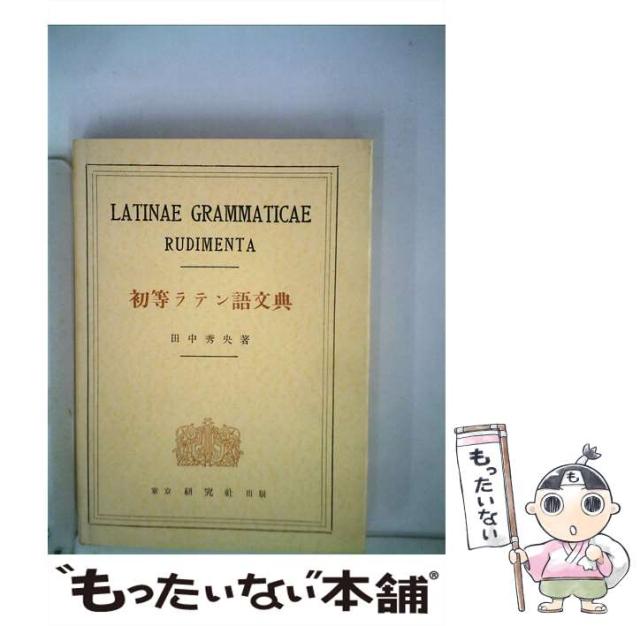 LATINAE GRAMMATICAE
RUDIMENTA
初等ラテン語文典
田中秀央著
東京 研究社 出版
もったいない
も
"もったいない"本舗®